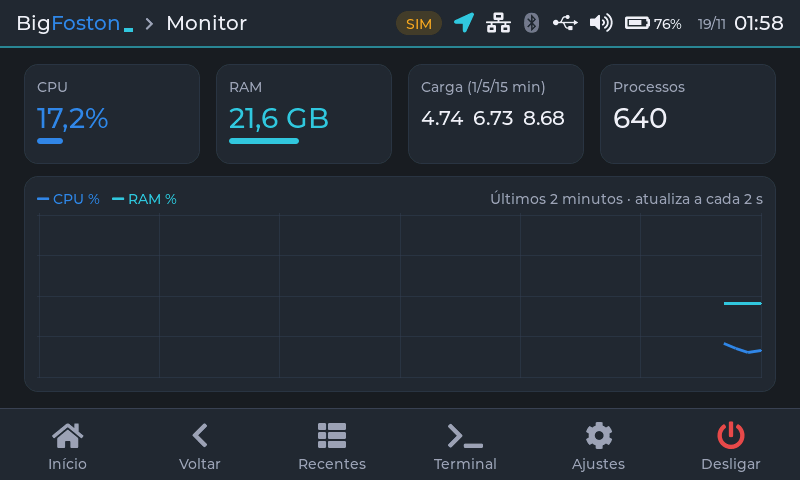 BigFoston_ > Monitor SIM 76% 19/11 01:58
CPU RAM Carga (1/5/15 min) Processos
17,2% 21,6 GB 4.74 6.73 8.68 640
CPU % RAM % Últimos 2 minutos · atualiza a cada 2 s
Início Voltar Recentes Terminal Ajustes Desligar